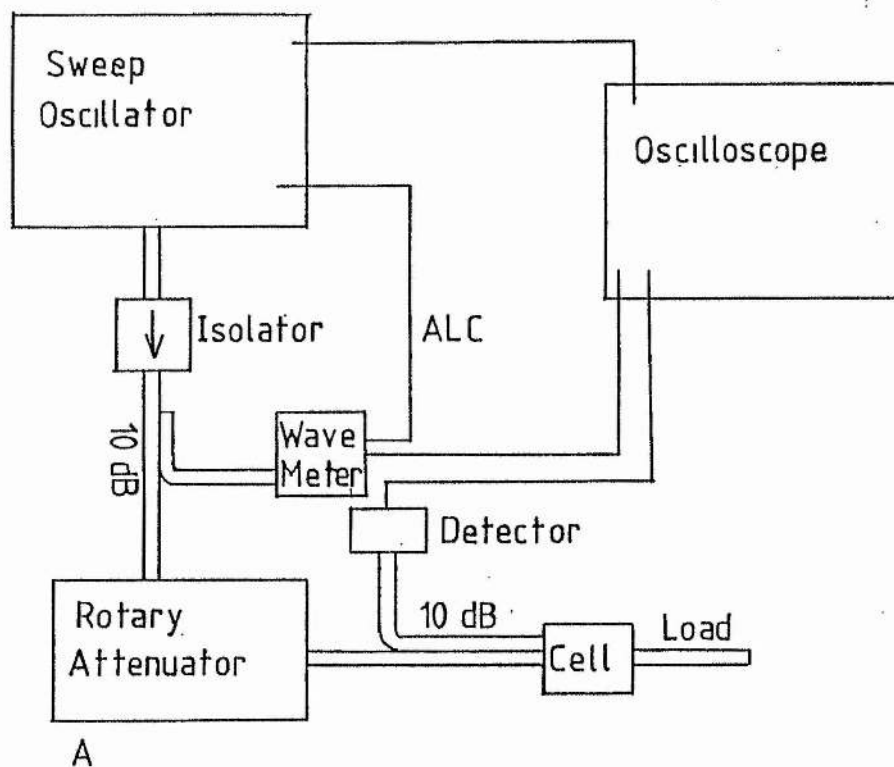 Sweep
Oscillator
Oscilloscope
Isolator
ALC
10 dB
Wave
Meter
Detector
Rotary
Attenuator
10 dB
Cell
Load
A